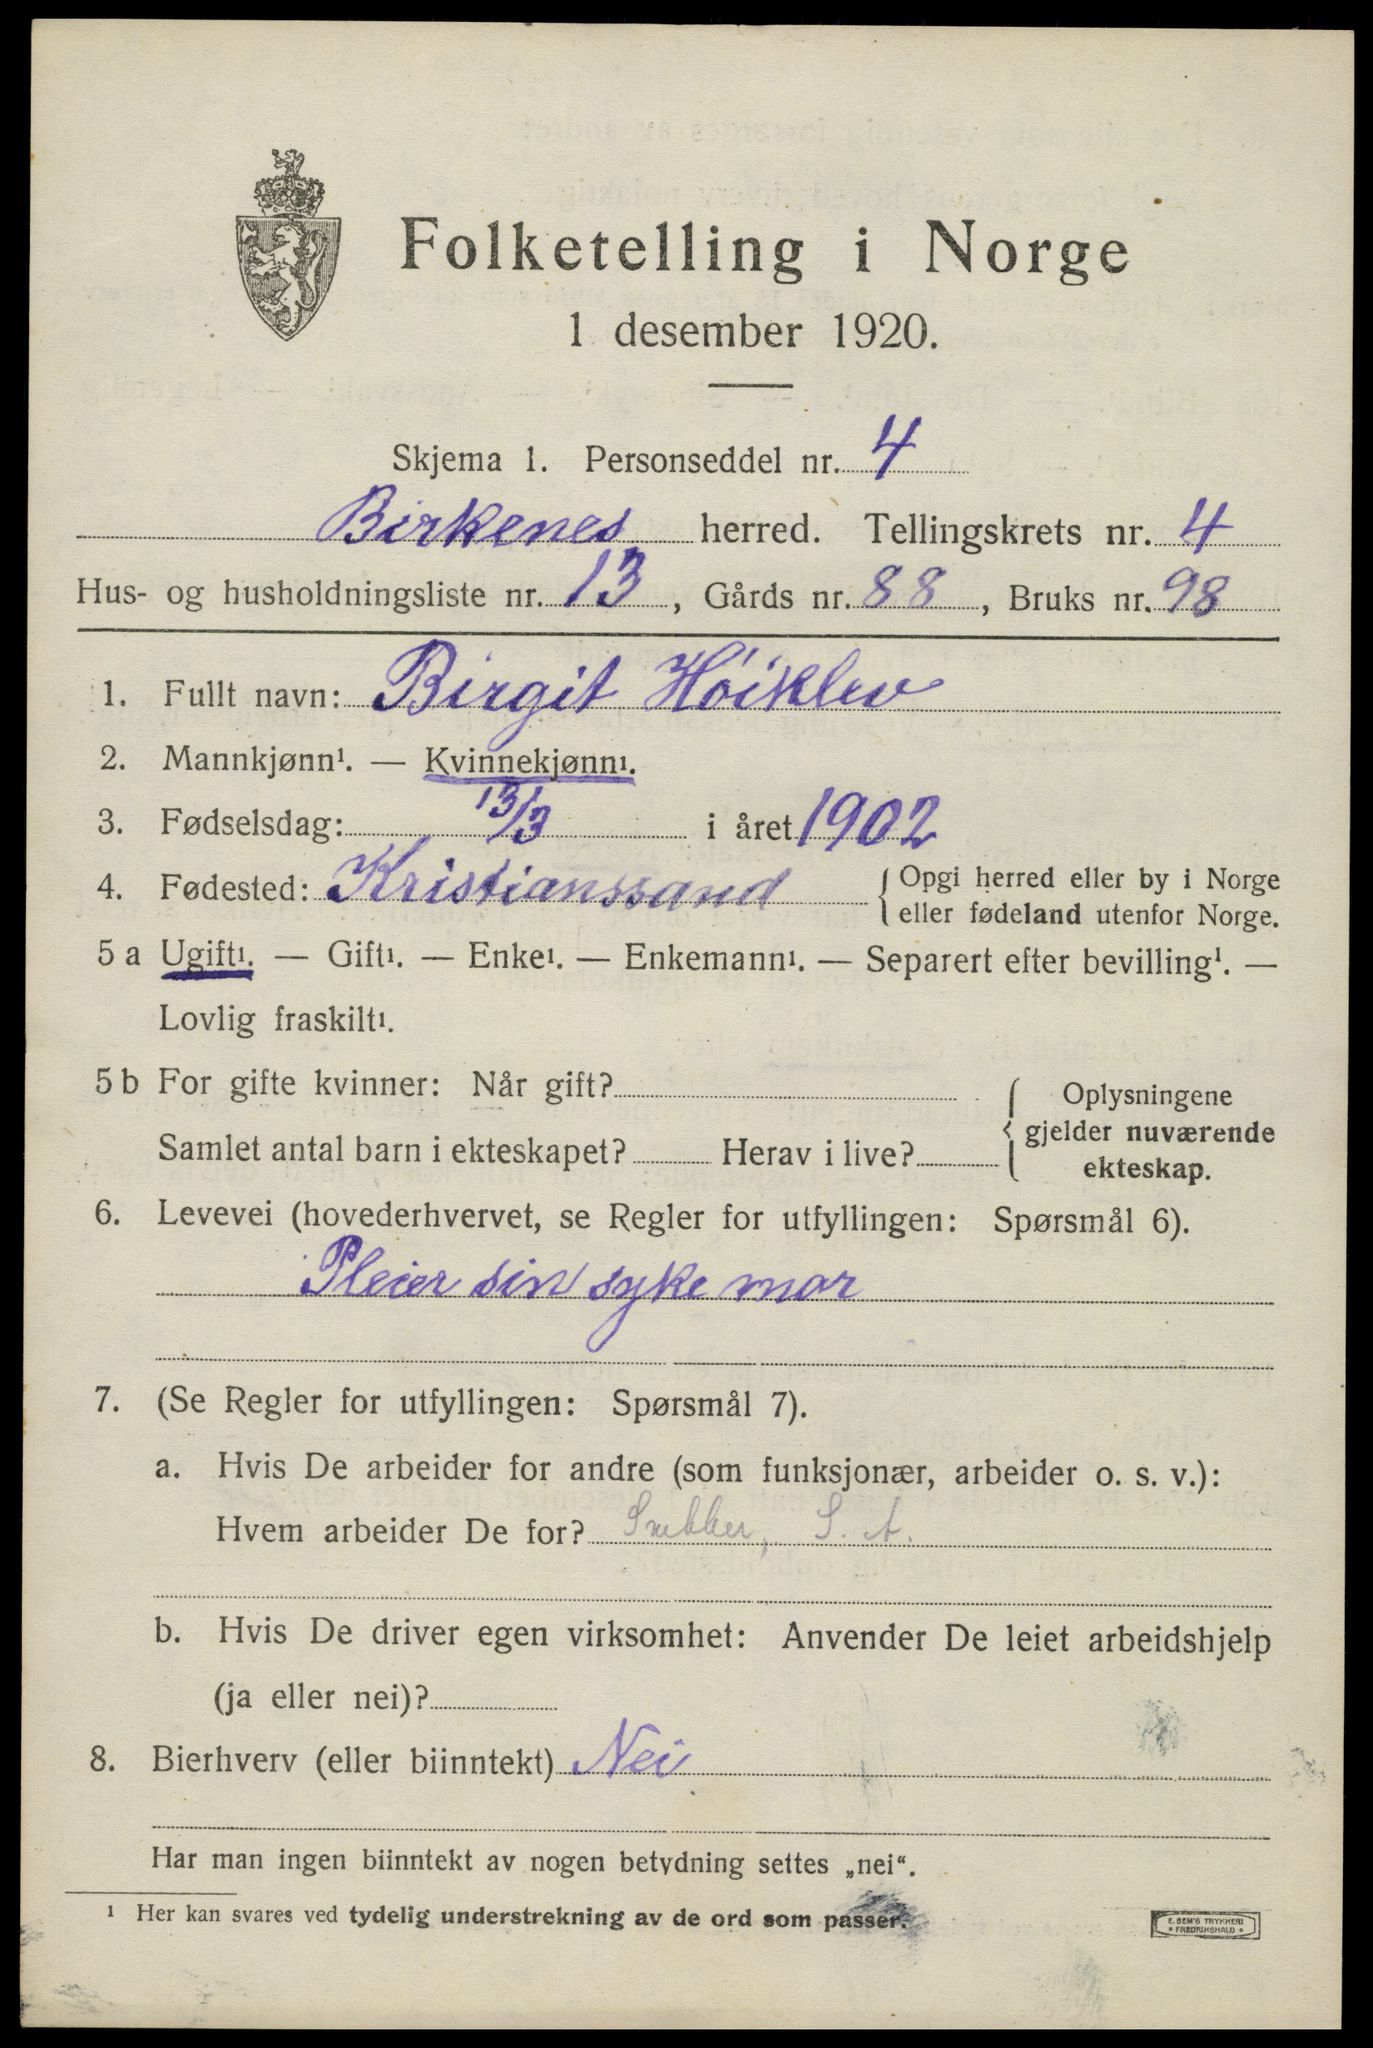 Folketelling i Norge
1 desember 1920.
Skjema 1. Personseddel nr. 4
Birkenes herred. Tellingskrets nr. 4
Hus- og husholdningsliste nr. 13, Gårds nr. 88, Bruks nr. 98
1. Fullt navn: Birgit Høiklev
2. Mannkjønn¹. — Kvinnekjønn¹.
3. Fødselsdag: 13/3 i året 1902
4. Fødested: Kristianssand { Opgi herred eller by i Norge
eller fødeland utenfor Norge.
5 a Ugift¹. — Gift¹. — Enke¹. — Enkemann¹. — Separert efter bevilling¹. —
Lovlig fraskilt¹.
5 b For gifte kvinner: Når gift? { Oplysningene
Samlet antal barn i ekteskapet? Herav i live? gjelder nuværende
ekteskap.
6. Levevei (hovederhvervet, se Regler for utfyllingen: Spørsmål 6).
Pleier sin syke mor
7. (Se Regler for utfyllingen: Spørsmål 7).
a. Hvis De arbeider for andre (som funksjonær, arbeider o. s. v.):
Hvem arbeider De for? S. A.
b. Hvis De driver egen virksomhet: Anvender De leiet arbeidshjelp
(ja eller nei)?
8. Bierhverv (eller biinntekt) Nei
Har man ingen biinntekt av nogen betydning settes „nei“.
¹ Her kan svares ved tydelig understrekning av de ord som passer.
E. SEM'S TRYKKERI
* FREDRIKSHALD *